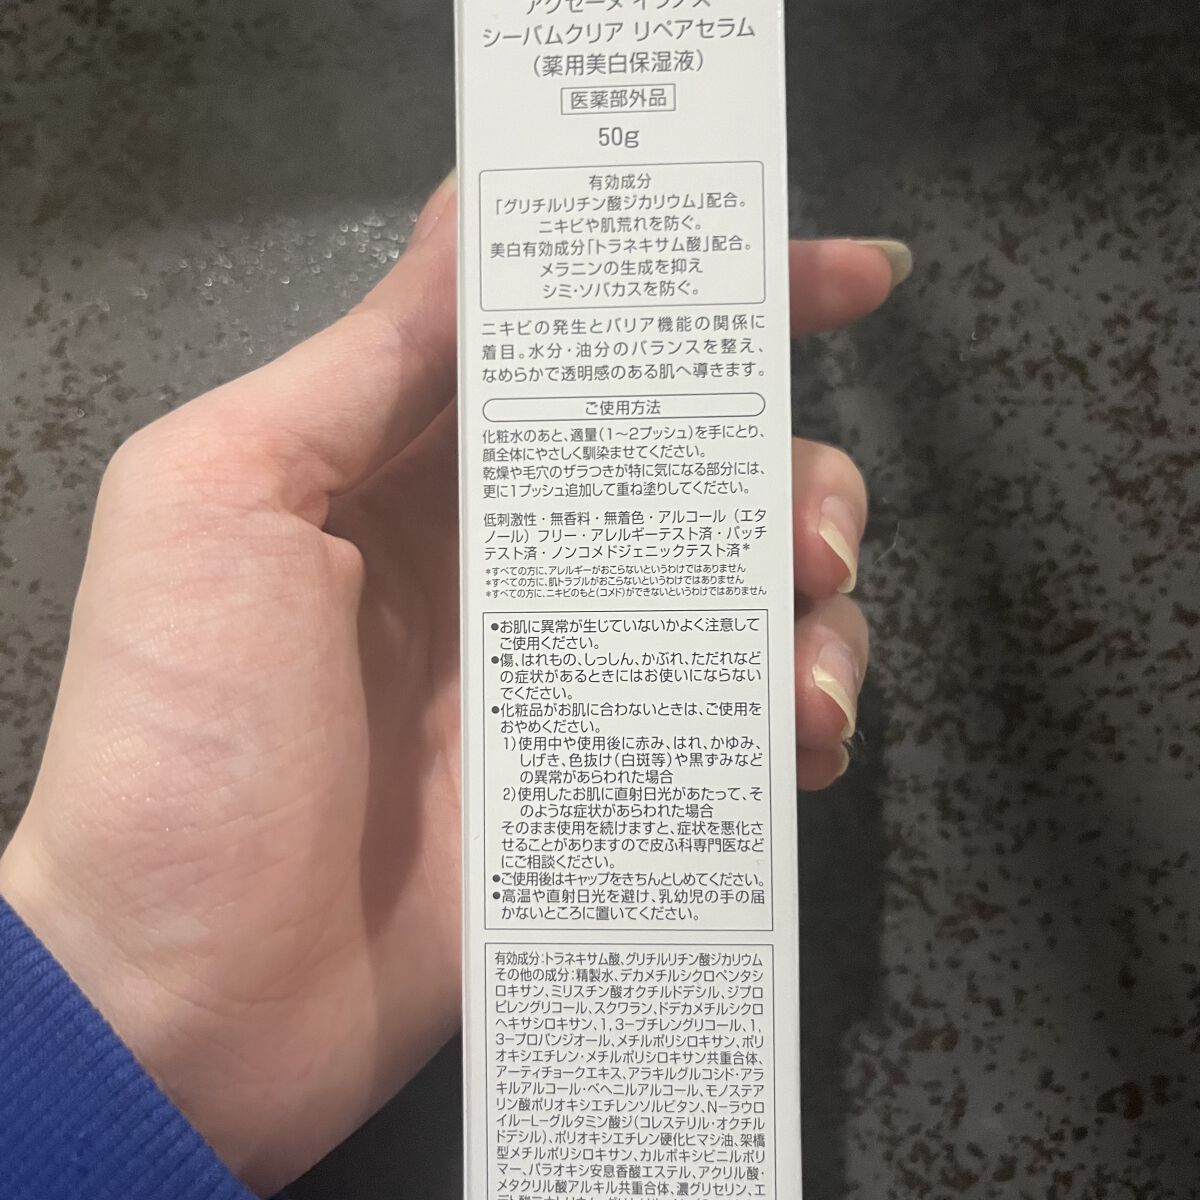 シーバムクリア リペアセラム
（薬用美白保湿液）
医薬部外品
50g
有効成分
「グリチルリチン酸ジカリウム」配合。
ニキビや肌荒れを防ぐ。
美白有効成分「トラネキサム酸」配合。
メラニンの生成を抑え
シミ・ソバカスを防ぐ。
ニキビの発生とバリア機能の関係に
着目。水分・油分のバランスを整え、
なめらかで透明感のある肌へ導きます。
ご使用方法
化粧水のあと、適量（1〜2プッシュ）を手にとり、
顔全体にやさしく馴染ませてください。
乾燥や毛穴のザラつきが特に気になる部分には、
更に1プッシュ追加して重ね塗りしてください。
低刺激性・無香料・無着色・アルコール（エタ
ノール）フリー・アレルギーテスト済・パッチ
テスト済・ノンコメドジェニックテスト済＊
＊すべての方に、アレルギーがおこらないというわけではありません
＊すべての方に、肌トラブルがおこらないというわけではありません
＊すべての方に、ニキビのもと（コメド）ができないというわけではありません
●お肌に異常が生じていないかよく注意して
ご使用ください。
●傷、はれもの、しっしん、かぶれ、ただれなど
の症状があるときにはお使いにならない
でください。
●化粧品がお肌に合わないときは、ご使用を
おやめください。
1）使用中や使用後に赤み、はれ、かゆみ、
しげき、色抜け（白斑等）や黒ずみなど
の異常があらわれた場合
2）使用したお肌に直射日光があたって、そ
のような症状があらわれた場合
そのまま使用を続けますと、症状を悪化さ
せることがありますので皮ふ科専門医など
にご相談ください。
●ご使用後はキャップをきちんとしめてください。
●高温や直射日光を避け、乳幼児の手の届
かないところに置いてください。
有効成分：トラネキサム酸、グリチルリチン酸ジカリウム
その他の成分：精製水、デカメチルシクロペンタシ
ロキサン、ミリスチン酸オクチルドデシル、ジプロ
ピレングリコール、スクワラン、ドデカメチルシクロ
ヘキサシロキサン、1，3－ブチレングリコール、1，
3－プロパンジオール、メチルポリシロキサン、ポリ
オキシエチレン・メチルポリシロキサン共重合体、
アーティチョークエキス、アラキルグルコシド・アラ
キルアルコール・ベヘニルアルコール、モノステア
リン酸ポリオキシエチレンソルビタン、N－ラウロ
イル－L－グルタミン酸ジ（コレステリル・オクチル
ドデシル）、ポリオキシエチレン硬化ヒマシ油、架橋
型メチルポリシロキサン、カルボキシビニルポリ
マー、パラオキシ安息香酸エステル、アクリル酸・
メタクリル酸アルキル共重合体、濃グリセリン、エ